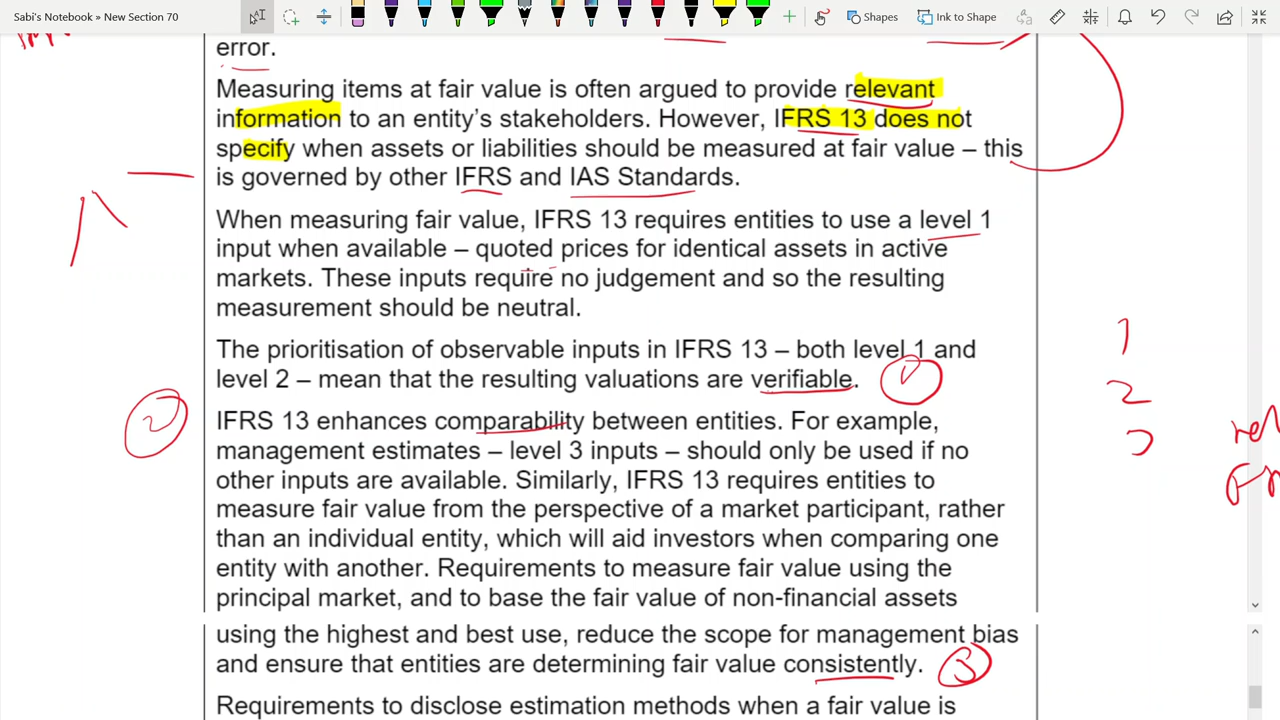 Sabi's Notebook » New Section 70
Shapes
Ink to Shape
error.
Measuring items at fair value is often argued to provide relevant
information to an entity's stakeholders. However, IFRS 13 does not
specify when assets or liabilities should be measured at fair value – this
is governed by other IFRS and IAS Standards.
When measuring fair value, IFRS 13 requires entities to use a level 1
input when available – quoted prices for identical assets in active
markets. These inputs require no judgement and so the resulting
measurement should be neutral.
1
The prioritisation of observable inputs in IFRS 13 – both level 1 and
level 2 – mean that the resulting valuations are verifiable.
2
2
IFRS 13 enhances comparability between entities. For example,
management estimates – level 3 inputs – should only be used if no
other inputs are available. Similarly, IFRS 13 requires entities to
measure fair value from the perspective of a market participant, rather
than an individual entity, which will aid investors when comparing one
entity with another. Requirements to measure fair value using the
principal market, and to base the fair value of non-financial assets
using the highest and best use, reduce the scope for management bias
and ensure that entities are determining fair value consistently. 3
Requirements to disclose estimation methods when a fair value is